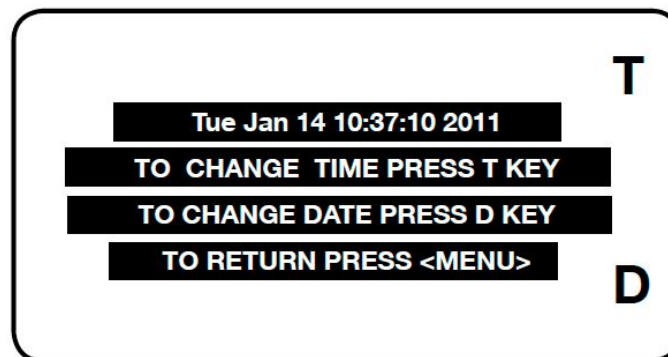 T
Tue Jan 14 10:37:10 2011
TO CHANGE TIME PRESS T KEY
TO CHANGE DATE PRESS D KEY
TO RETURN PRESS <MENU>
D